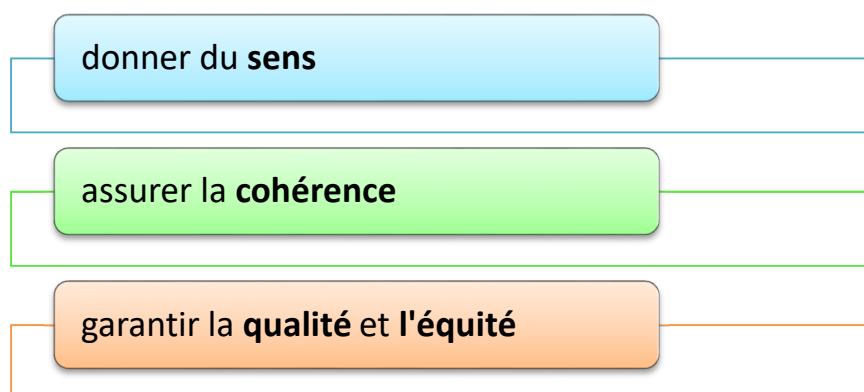 donner du sens
assurer la cohérence
garantir la qualité et l'équité